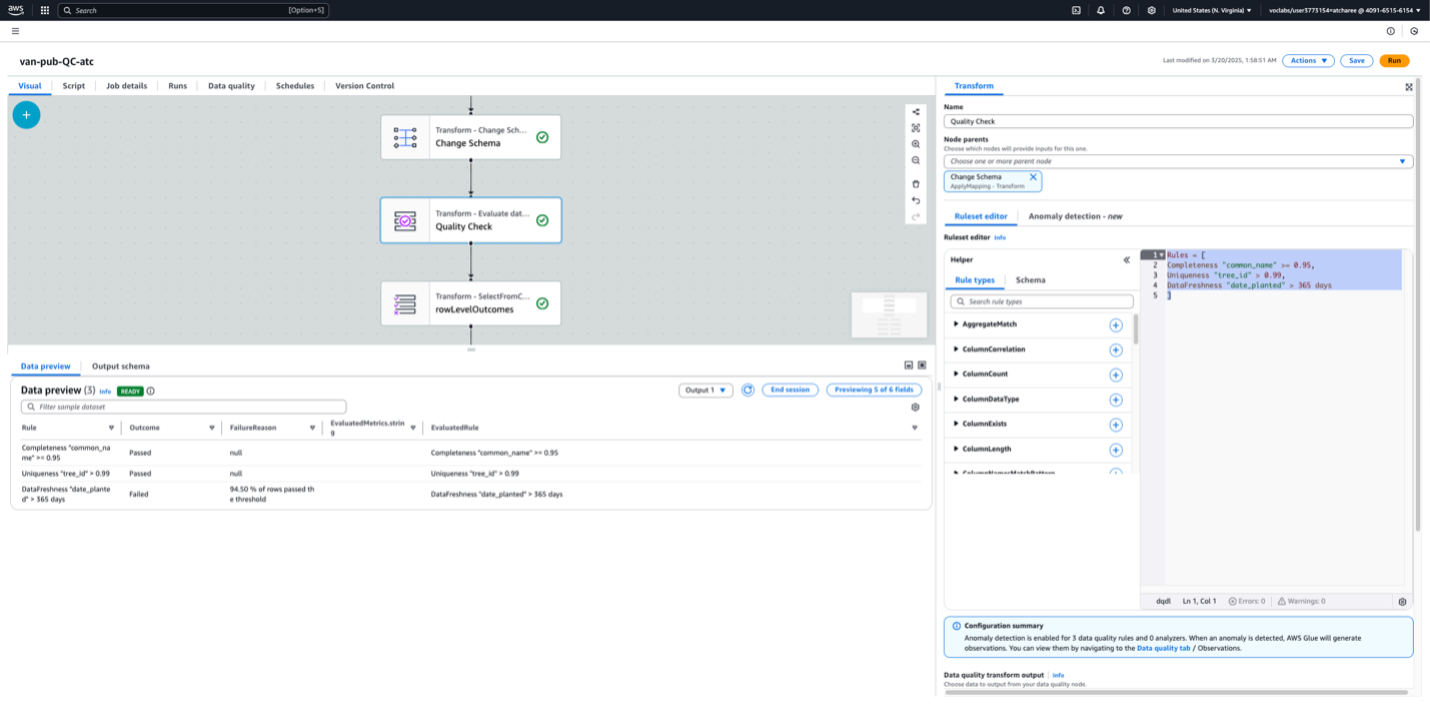 aws
Search [Option+S]
United States (N. Virginia) ▼ voclabs/user3773154=atcharee @ 4091-6515-6154 ▼
van-pub-QC-atc
Last modified on 5/20/2025, 1:58:51 AM Actions ▼ Save Run
Visual Script Job details Runs Data quality Schedules Version Control
Transform - Change Sch...
Change Schema
Transform - Evaluate dat...
Quality Check
Transform - SelectFromC...
rowLevelOutcomes
Data preview Output schema
Data preview (3) Info READY
Output 1 ▼ End session Previewing 5 of 6 fields
Filter sample dataset
Rule Outcome FailureReason EvaluatedMetrics.string EvaluatedRule
Completeness "common_name" >= 0.95 Passed null Completeness "common_name" >= 0.95
Uniqueness "tree_id" > 0.99 Passed null Uniqueness "tree_id" > 0.99
DataFreshness "date_planted" > 365 days Failed 94.50 % of rows passed the threshold DataFreshness "date_planted" > 365 days
Transform
Name
Quality Check
Node parents
Choose which nodes will provide inputs for this one.
Choose one or more parent node
Change Schema
ApplyMapping - Transform
Ruleset editor Anomaly detection - new
Ruleset editor Info
Helper
Rule types Schema
Search rule types
AggregateMatch
ColumnCorrelation
ColumnCount
ColumnDataType
ColumnExists
ColumnLength
ColumnNamesMatchPattern
1 Rules = [
2 Completeness "common_name" >= 0.95,
3 Uniqueness "tree_id" > 0.99,
4 DataFreshness "date_planted" > 365 days
5 ]
dqdl Ln 1, Col 1 Errors: 0 Warnings: 0
Configuration summary
Anomaly detection is enabled for 3 data quality rules and 0 analyzers. When an anomaly is detected, AWS Glue will generate
observations. You can view them by navigating to the Data quality tab / Observations.
Data quality transform output Info
Choose data to output from your data quality node.